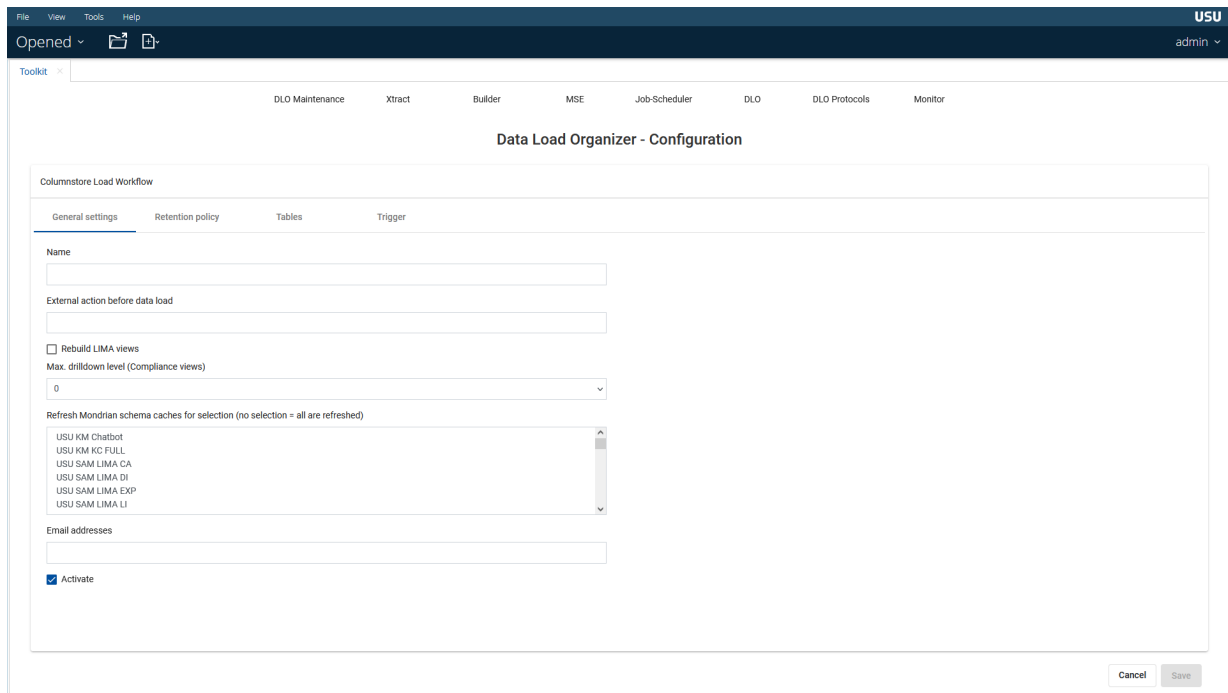 File View Tools Help USU
Opened admin
Toolkit ×
DLO Maintenance Xtract Builder MSE Job-Scheduler DLO DLO Protocols Monitor
Data Load Organizer - Configuration
Columnstore Load Workflow
General settings Retention policy Tables Trigger
Name
External action before data load
Rebuild LIMA views
Max. drilldown level (Compliance views)
0
Refresh Mondrian schema caches for selection (no selection = all are refreshed)
USU KM Chatbot
USU KM KC FULL
USU SAM LIMA CA
USU SAM LIMA DI
USU SAM LIMA EXP
USU SAM LIMA LI
Email addresses
Activate
Cancel Save